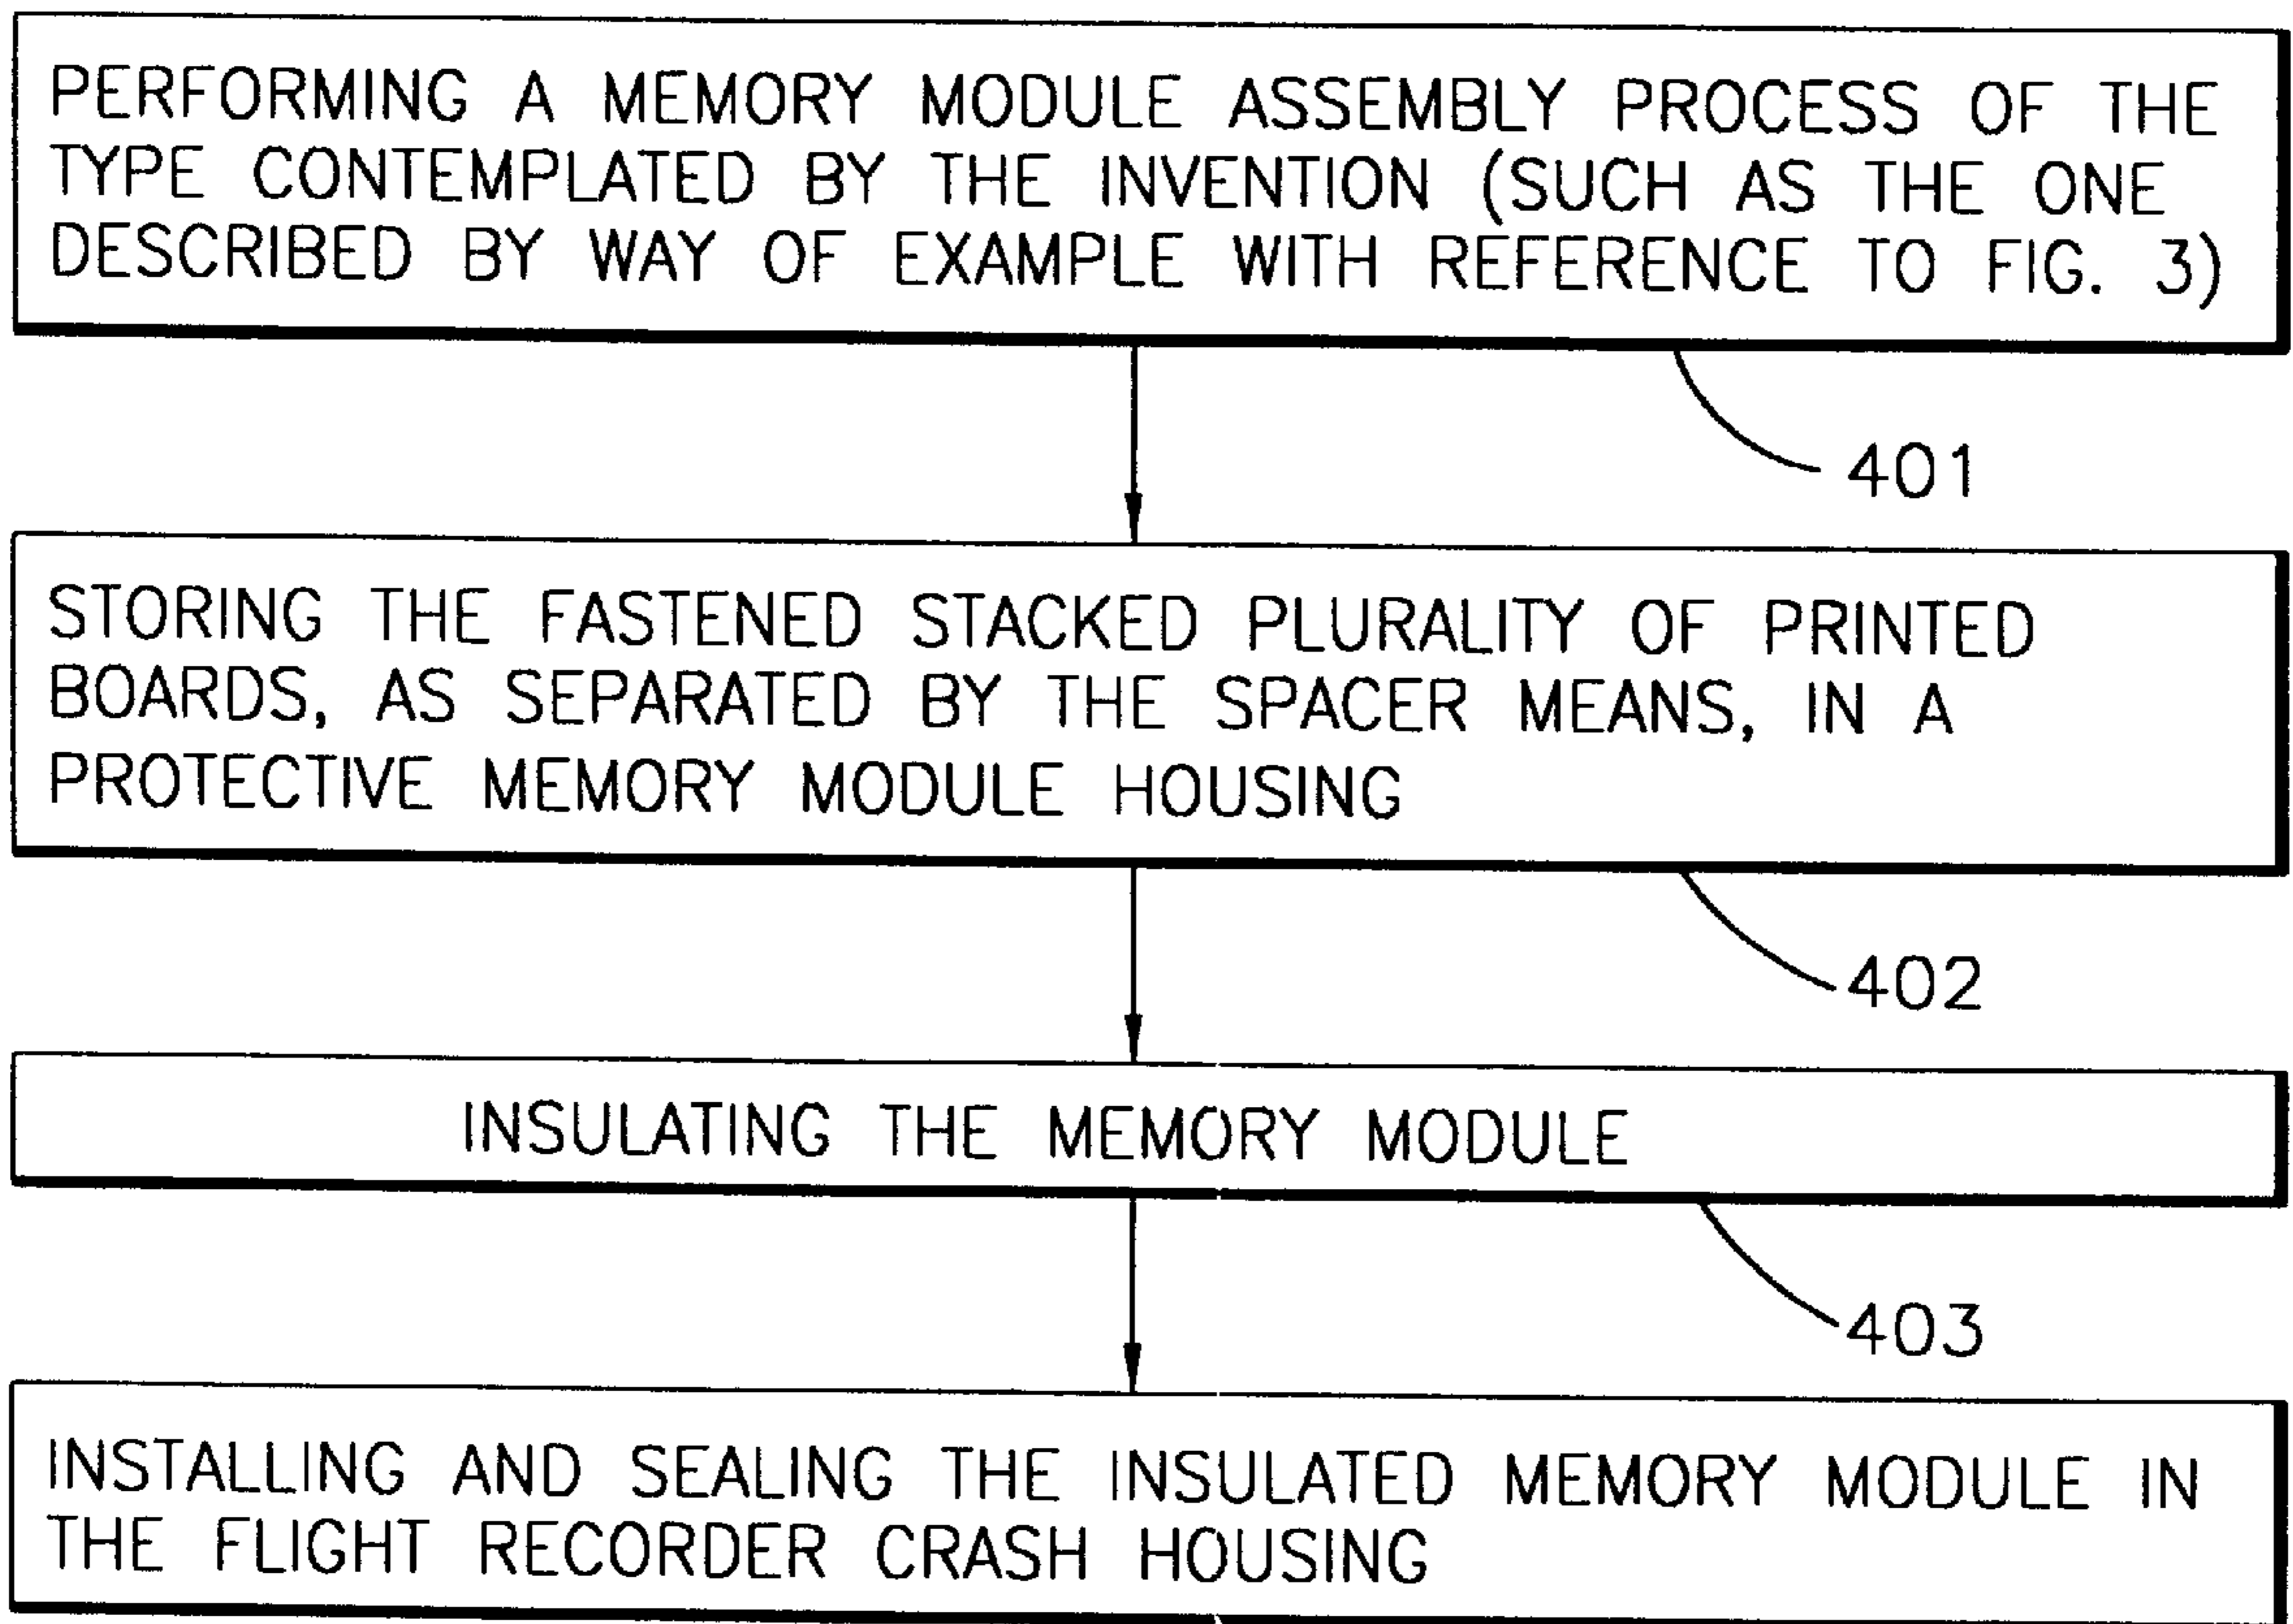 PERFORMING A MEMORY MODULE ASSEMBLY PROCESS OF THE
TYPE CONTEMPLATED BY THE INVENTION (SUCH AS THE ONE
DESCRIBED BY WAY OF EXAMPLE WITH REFERENCE TO FIG. 3)
401
STORING THE FASTENED STACKED PLURALITY OF PRINTED
BOARDS, AS SEPARATED BY THE SPACER MEANS, IN A
PROTECTIVE MEMORY MODULE HOUSING
402
INSULATING THE MEMORY MODULE
403
INSTALLING AND SEALING THE INSULATED MEMORY MODULE IN
THE FLIGHT RECORDER CRASH HOUSING